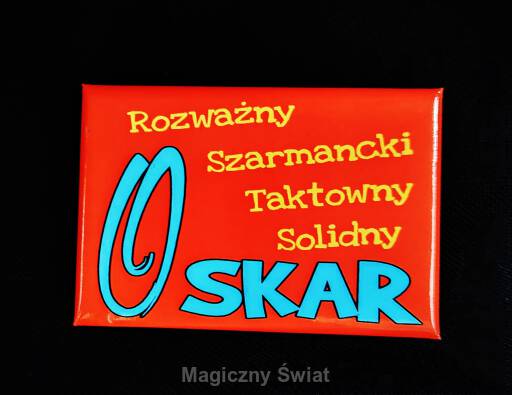 Rozważny
Szarmancki
Taktowny
Solidny
OSKAR
Magiczny Świat